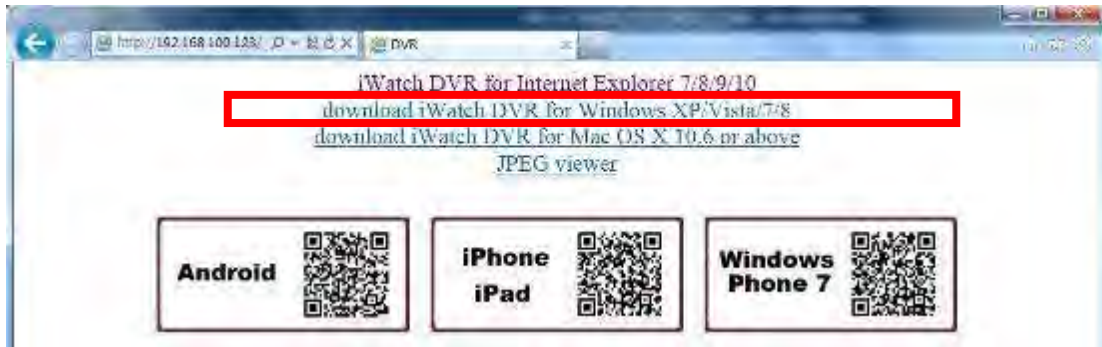 http://192.168.100.123/
DVR
iWatch DVR for Internet Explorer 7/8/9/10
download iWatch DVR for Windows XP/Vista/7/8
download iWatch DVR for Mac OS X 10.6 or above
JPEG viewer
Android
iPhone
iPad
Windows
Phone 7